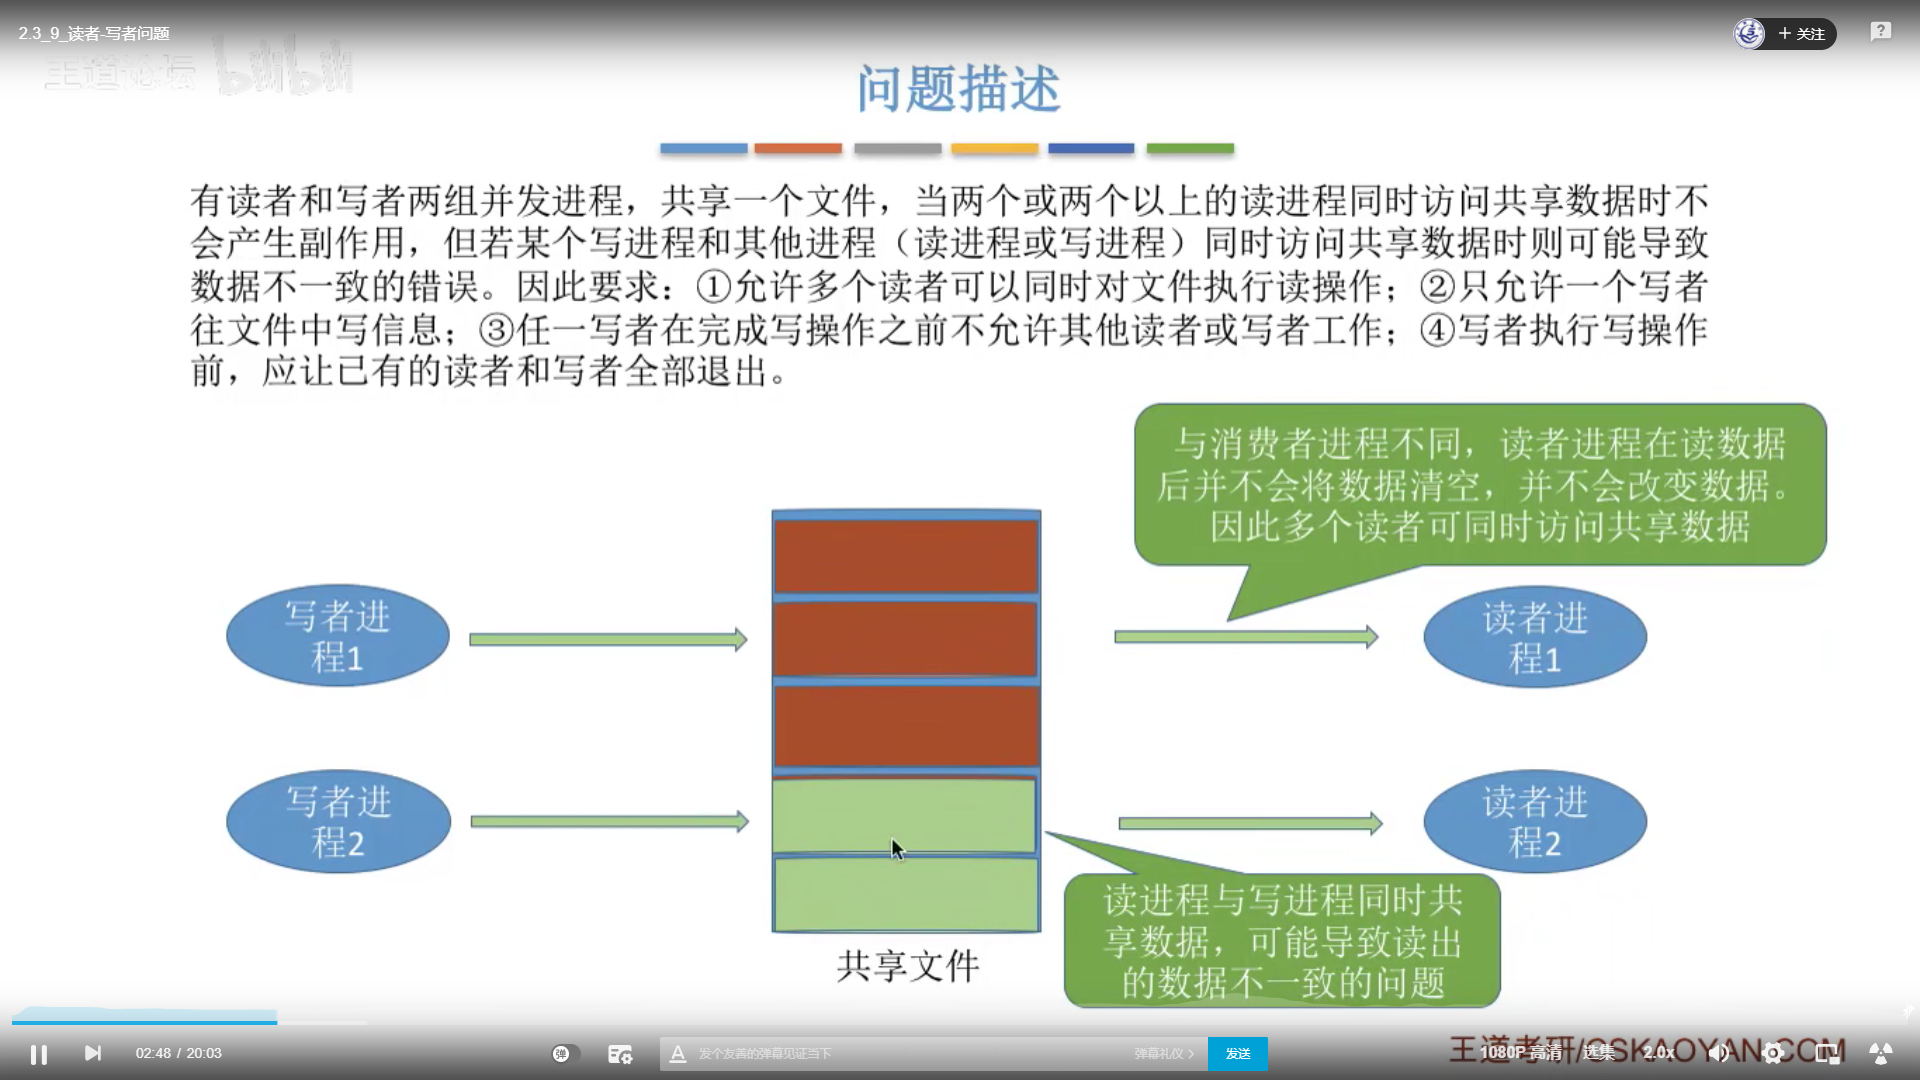 2.3_9_读者-写者问题
关注
王道论坛 bilibili
问题描述
有读者和写者两组并发进程，共享一个文件，当两个或两个以上的读进程同时访问共享数据时不
会产生副作用，但若某个写进程和其他进程（读进程或写进程）同时访问共享数据时则可能导致
数据不一致的错误。因此要求：①允许多个读者可以同时对文件执行读操作；②只允许一个写者
往文件中写信息；③任一写者在完成写操作之前不允许其他读者或写者工作；④写者执行写操作
前，应让已有的读者和写者全部退出。
与消费者进程不同，读者进程在读数据
后并不会将数据清空，并不会改变数据。
因此多个读者可同时访问共享数据
写者进
程1
读者进
程1
写者进
程2
读者进
程2
读进程与写进程同时共
享数据，可能导致读出
的数据不一致的问题
共享文件
02:48 / 20:03
弹
发个友善的弹幕见证当下
弹幕礼仪
发送
王道考研/CSKAOYAN.COM
1080P 高清
选集
2.0x